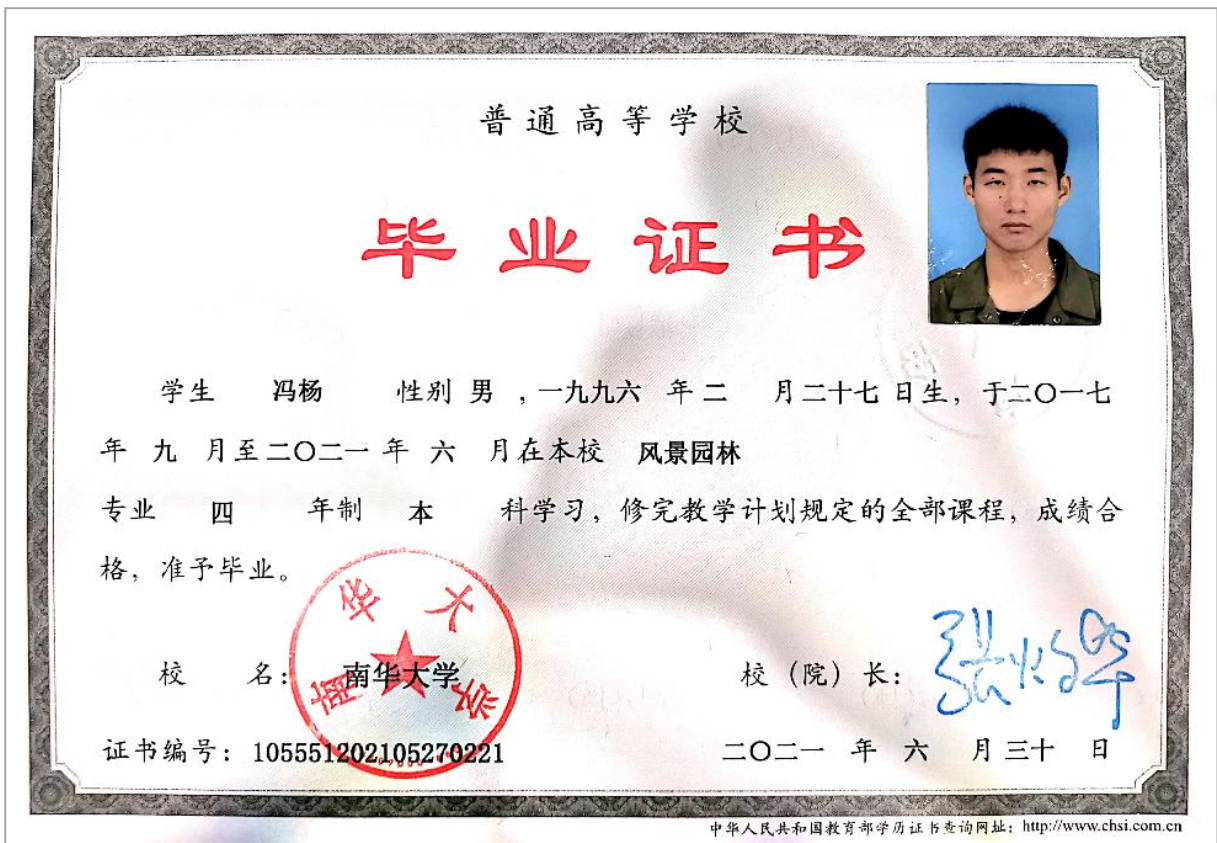 普通高等学校
毕业证书
学生 冯杨 性别 男 ，一九九六 年 二 月二十七 日生，于二〇一七
年 九 月至二〇二一 年 六 月在本校 风景园林
专业 四 年制 本 科学习，修完教学计划规定的全部课程，成绩合
格，准予毕业。
南华大学
校 名：南华大学 校（院）长：
证书编号：105551202105270221 二〇二一 年 六 月三十 日
中华人民共和国教育部学历证书查询网址：http://www.chsi.com.cn